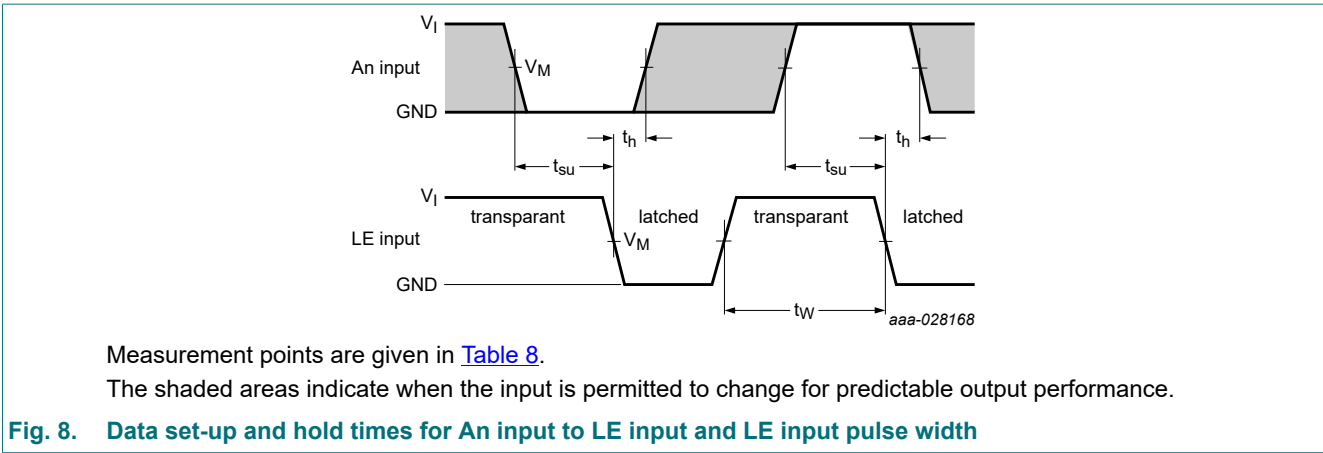 VI
An input
VM
GND
th
th
tsu
tsu
VI
transparant
latched
transparant
latched
LE input
VM
GND
tW
aaa-028168
Measurement points are given in Table 8.
The shaded areas indicate when the input is permitted to change for predictable output performance.
Fig. 8. Data set-up and hold times for An input to LE input and LE input pulse width